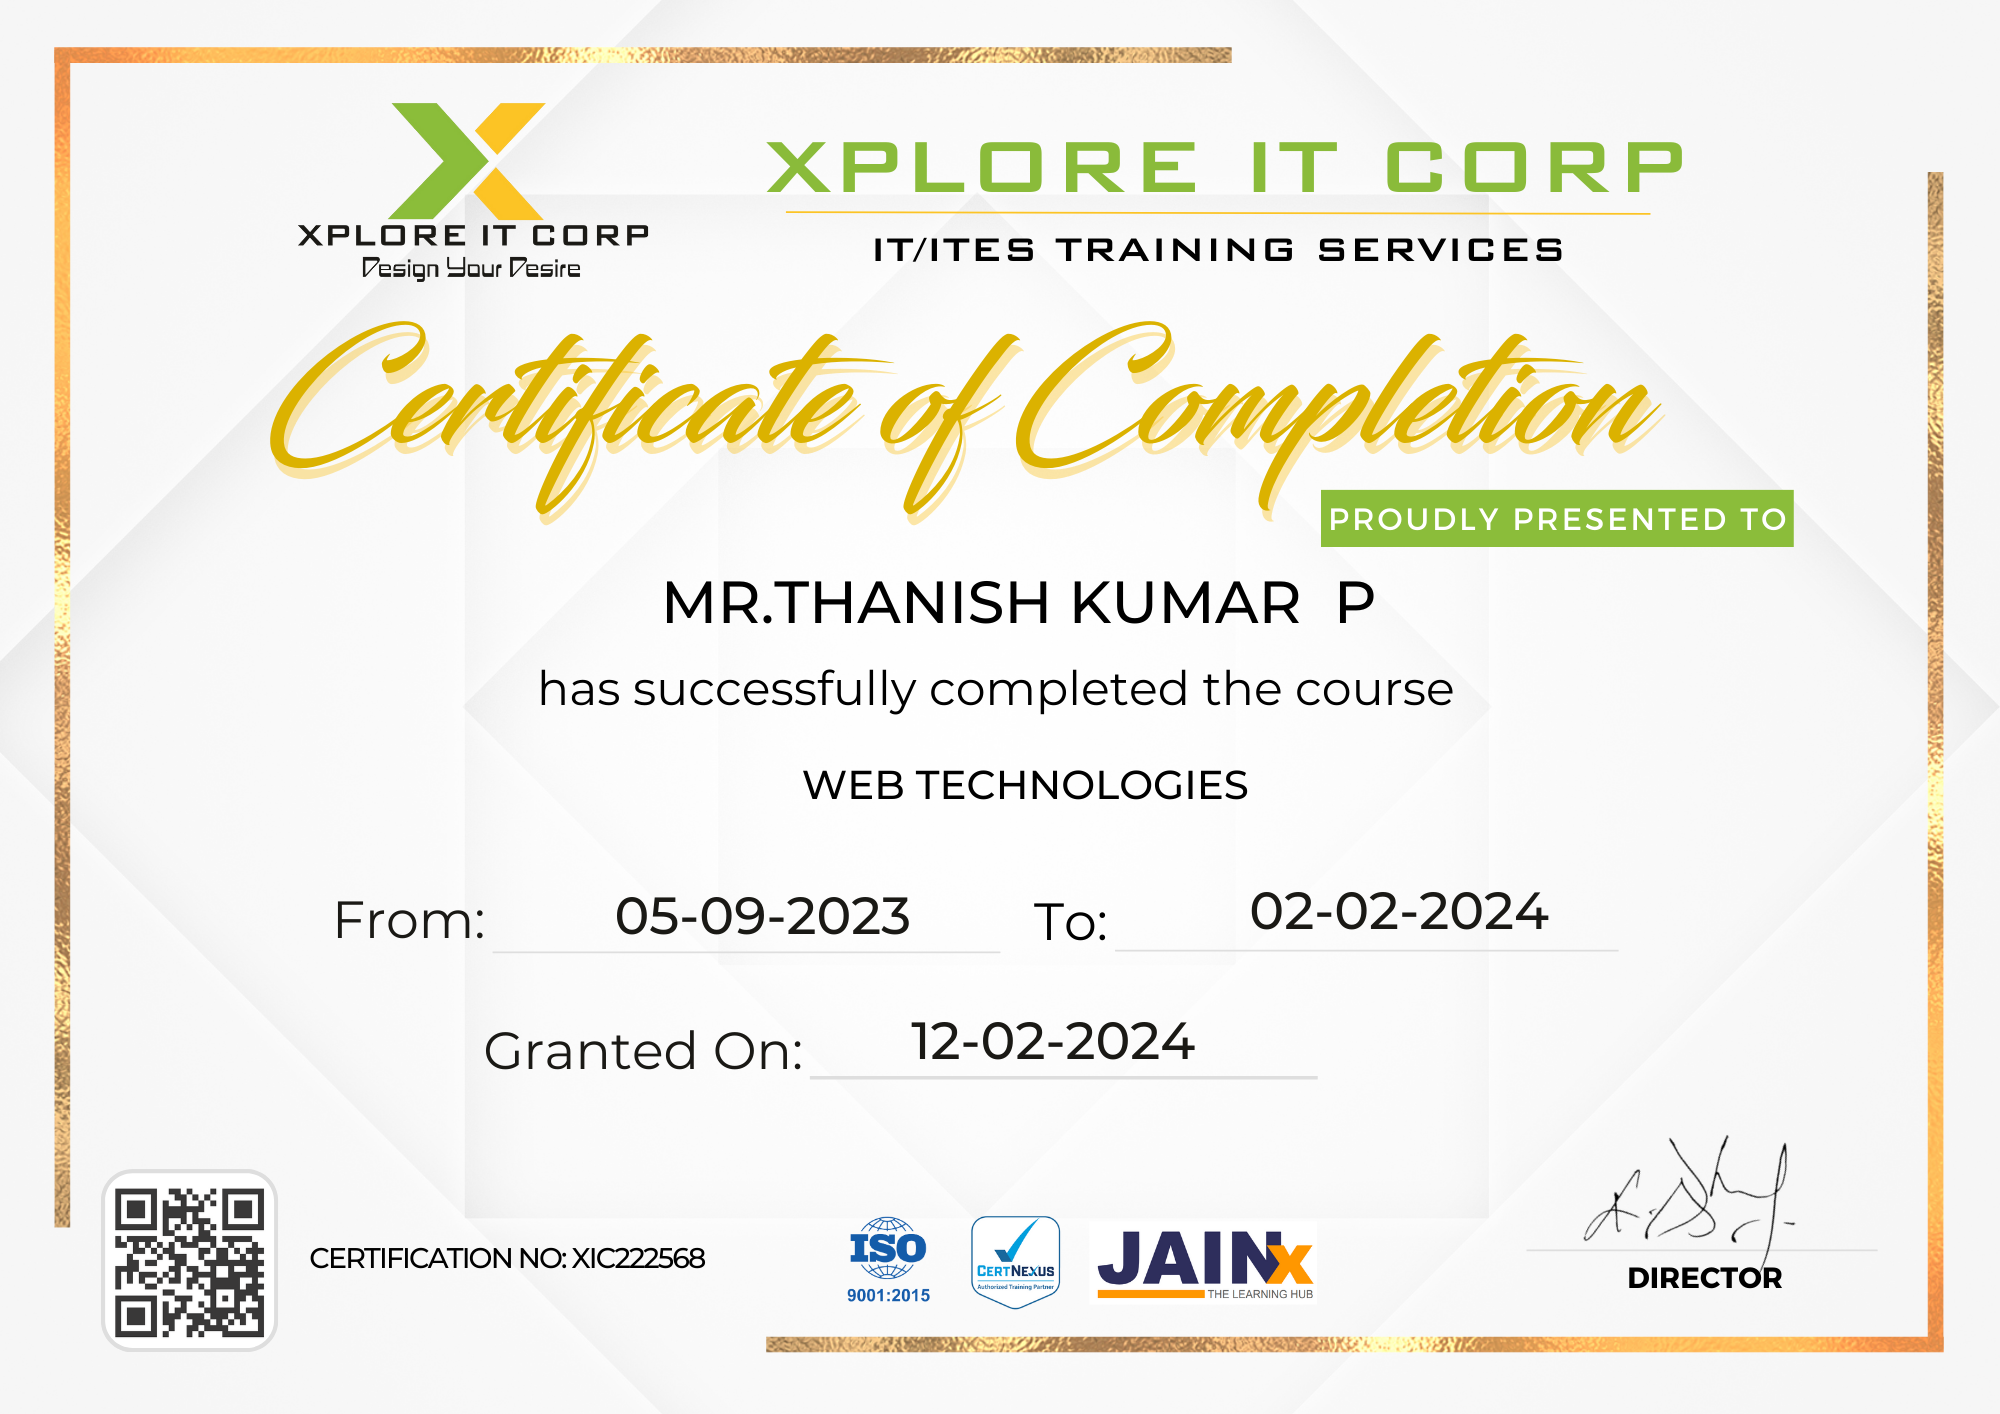 XPLORE IT CORP
Design Your Desire
XPLORE IT CORP
IT/ITES TRAINING SERVICES
Certificate of Completion
PROUDLY PRESENTED TO
MR.THANISH KUMAR P
has successfully completed the course
WEB TECHNOLOGIES
From: 05-09-2023 To: 02-02-2024
Granted On: 12-02-2024
CERTIFICATION NO: XIC222568
ISO
9001:2015
CERTNEXUS
Authorized Training Partner
JAINx
THE LEARNING HUB
DIRECTOR